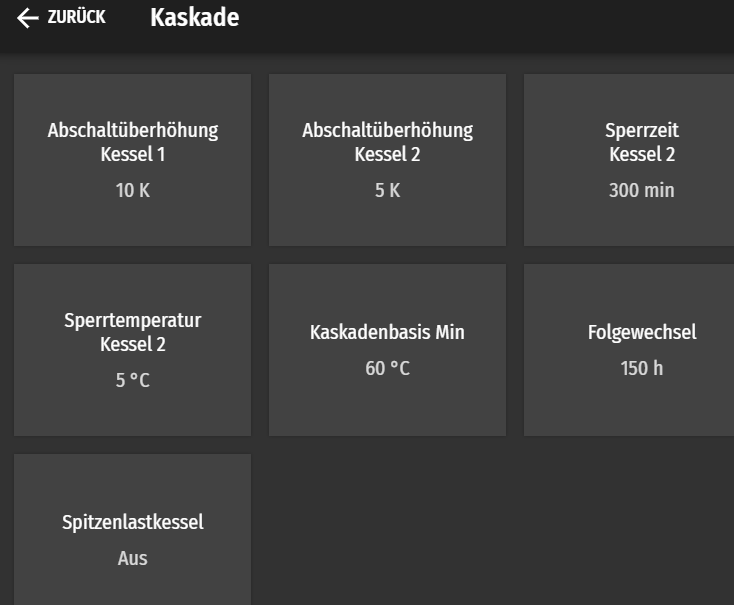 ZURÜCK Kaskade
Abschaltüberhöhung
Kessel 1
10 K
Abschaltüberhöhung
Kessel 2
5 K
Sperrzeit
Kessel 2
300 min
Sperrtemperatur
Kessel 2
5 °C
Kaskadenbasis Min
60 °C
Folgewechsel
150 h
Spitzenlastkessel
Aus